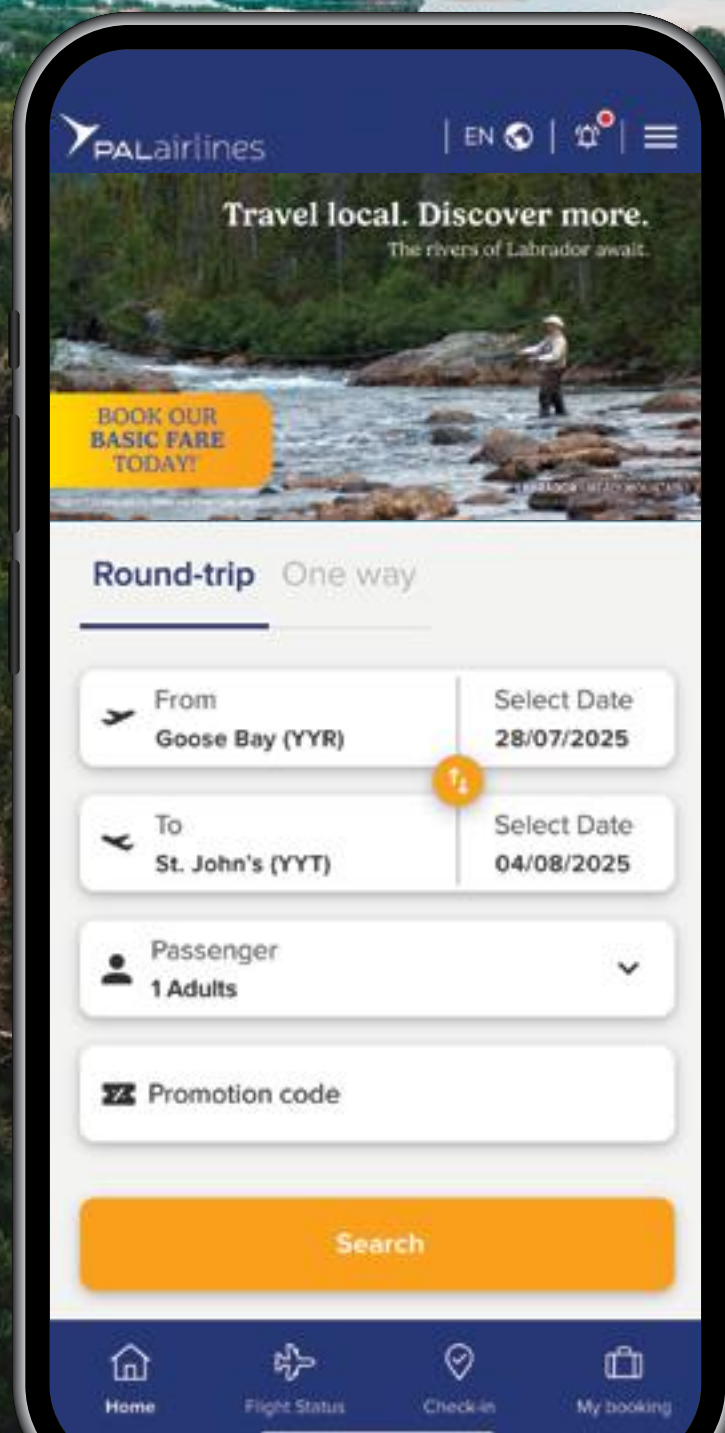 PALairlines
EN
Travel local. Discover more.
The rivers of Labrador await.
BOOK OUR
BASIC FARE
TODAY!
Round-trip One way
From
Goose Bay (YYR)
Select Date
28/07/2025
To
St. John's (YYT)
Select Date
04/08/2025
Passenger
1 Adults
Promotion code
Search
Home Flight Status Check-in My booking